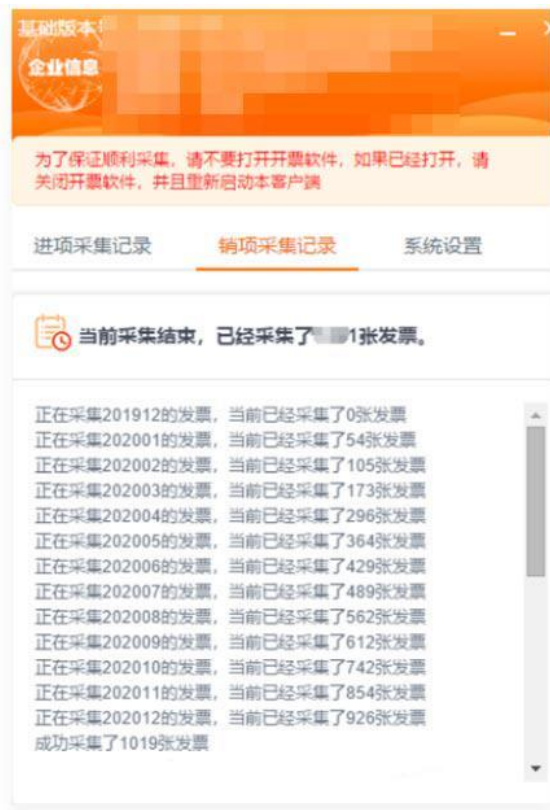 基础版本号
企业信息
为了保证顺利采集，请不要打开开票软件，如果已经打开，请
关闭开票软件，并且重新启动本客户端
进项采集记录 销项采集记录 系统设置
当前采集结束，已经采集了 1张发票。
正在采集201912的发票，当前已经采集了0张发票
正在采集202001的发票，当前已经采集了54张发票
正在采集202002的发票，当前已经采集了105张发票
正在采集202003的发票，当前已经采集了173张发票
正在采集202004的发票，当前已经采集了296张发票
正在采集202005的发票，当前已经采集了364张发票
正在采集202006的发票，当前已经采集了429张发票
正在采集202007的发票，当前已经采集了489张发票
正在采集202008的发票，当前已经采集了562张发票
正在采集202009的发票，当前已经采集了612张发票
正在采集202010的发票，当前已经采集了742张发票
正在采集202011的发票，当前已经采集了854张发票
正在采集202012的发票，当前已经采集了926张发票
成功采集了1019张发票